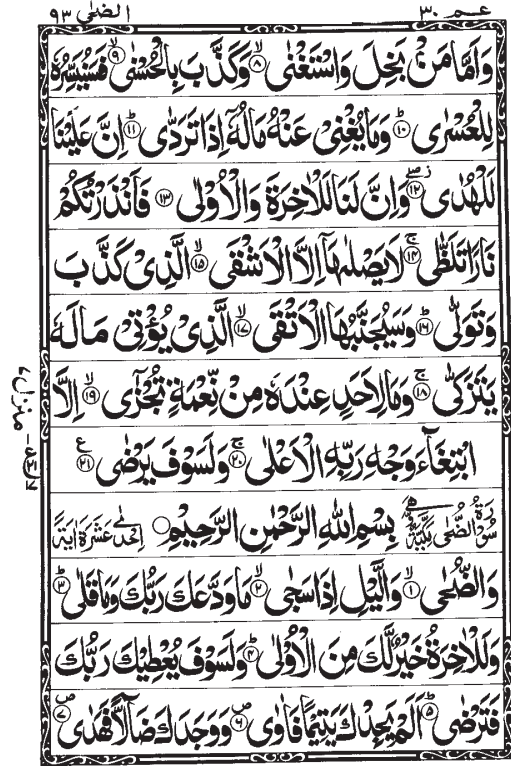 عم ۳۰ الضحی ۹۳
وَاَمَّا مَنْۢ بَخِلَ وَاسْتَغْنٰى ۙ۝۸ وَكَذَّبَ بِالْحُسْنٰى ۙ۝۹ فَسَنُيَسِّرُهٗ
لِلْعُسْرٰى ؕ۝۱۰ وَمَا يُغْنِیْ عَنْهُ مَالُهٗۤ اِذَا تَرَدّٰى ؕ۝۱۱ اِنَّ عَلَيْنَا
لَلْهُدٰى ۝۱۲ وَاِنَّ لَنَا لَلْاٰخِرَةَ وَالْاُوْلٰى ۝۱۳ فَاَنْذَرْتُكُمْ
نَارًا تَلَظّٰى ۚ۝۱۴ لَا يَصْلٰىهَاۤ اِلَّا الْاَشْقَى ۙ۝۱۵ الَّذِیْ كَذَّبَ
وَتَوَلّٰى ؕ۝۱۶ وَسَيُجَنَّبُهَا الْاَتْقَى ۙ۝۱۷ الَّذِیْ يُؤْتِیْ مَالَهٗ
يَتَزَكّٰى ۚ۝۱۸ وَمَا لِاَحَدٍ عِنْدَهٗ مِنْ نِّعْمَةٍ تُجْزٰۤى ۙ۝۱۹ اِلَّا
ابْتِغَآءَ وَجْهِ رَبِّهِ الْاَعْلٰى ۚ۝۲۰ وَلَسَوْفَ يَرْضٰى ۝۲۱ ع
سُوْرَةُ الضُّحٰى مَكِّيَّةٌ بِسْمِ اللّٰهِ الرَّحْمٰنِ الرَّحِيْمِ ○ اِحْدٰى عَشَرَةَ اٰيَةً
وَالضُّحٰى ۙ۝۱ وَالَّيْلِ اِذَا سَجٰى ۙ۝۲ مَا وَدَّعَكَ رَبُّكَ وَمَا قَلٰى ؕ۝۳
وَلَلْاٰخِرَةُ خَيْرٌ لَّكَ مِنَ الْاُوْلٰى ؕ۝۴ وَلَسَوْفَ يُعْطِيْكَ رَبُّكَ
فَتَرْضٰى ؕ۝۵ اَلَمْ يَجِدْكَ يَتِيْمًا فَاٰوٰى ۪۝۶ وَوَجَدَكَ ضَآلًّا فَهَدٰى ۪۝۷
منزل ۷